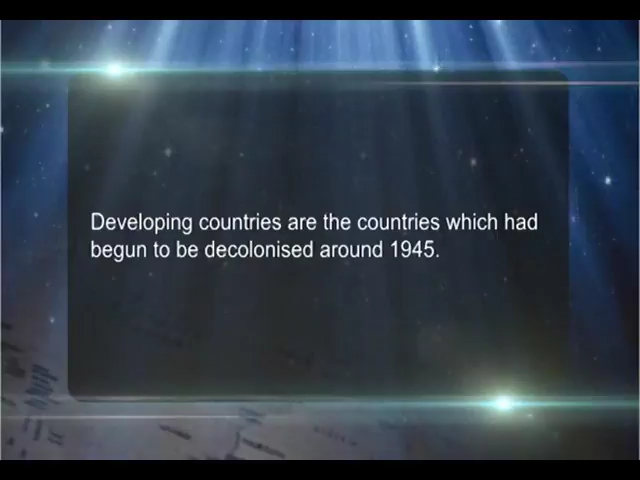 Developing countries are the countries which had
begun to be decolonised around 1945.